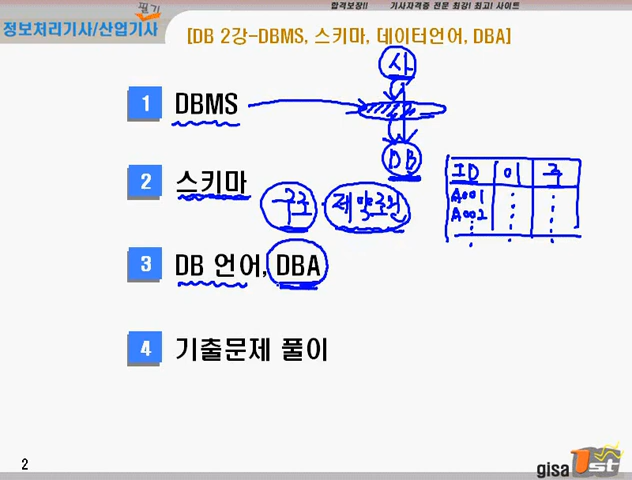 합격보장!! 기사자격증 전문 최강! 최고! 사이트
필기
정보처리기사/산업기사
[DB 2강-DBMS, 스키마, 데이터언어, DBA]
사
1 DBMS
DB
2 스키마
구조 제약조건
ID 이 주
A001
A002
3 DB 언어, DBA
4 기출문제 풀이
2
gisa 1st